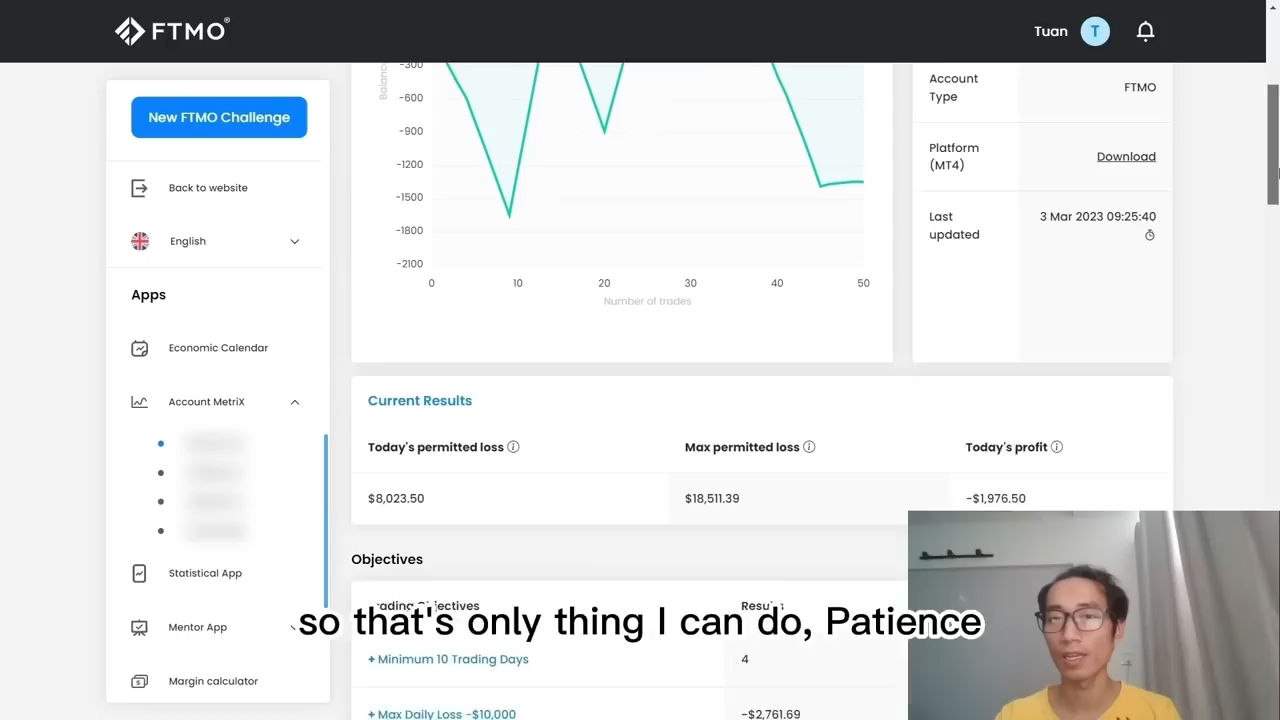 FTMO®
Tuan
T
New FTMO Challenge
Back to website
English
Apps
Economic Calendar
Account MetriX
Statistical App
Mentor App
Margin calculator
Balance
-300
-600
-900
-1200
-1500
-1800
-2100
0 10 20 30 40 50
Number of trades
Account Type
FTMO
Platform (MT4)
Download
Last updated
3 Mar 2023 09:25:40
Current Results
Today's permitted loss
Max permitted loss
Today's profit
$8,023.50
$18,511.39
-$1,976.50
Objectives
Trading Objectives
Results
so that's only thing I can do, Patience
+ Minimum 10 Trading Days
4
+ Max Daily Loss -$10,000
-$2,761.69